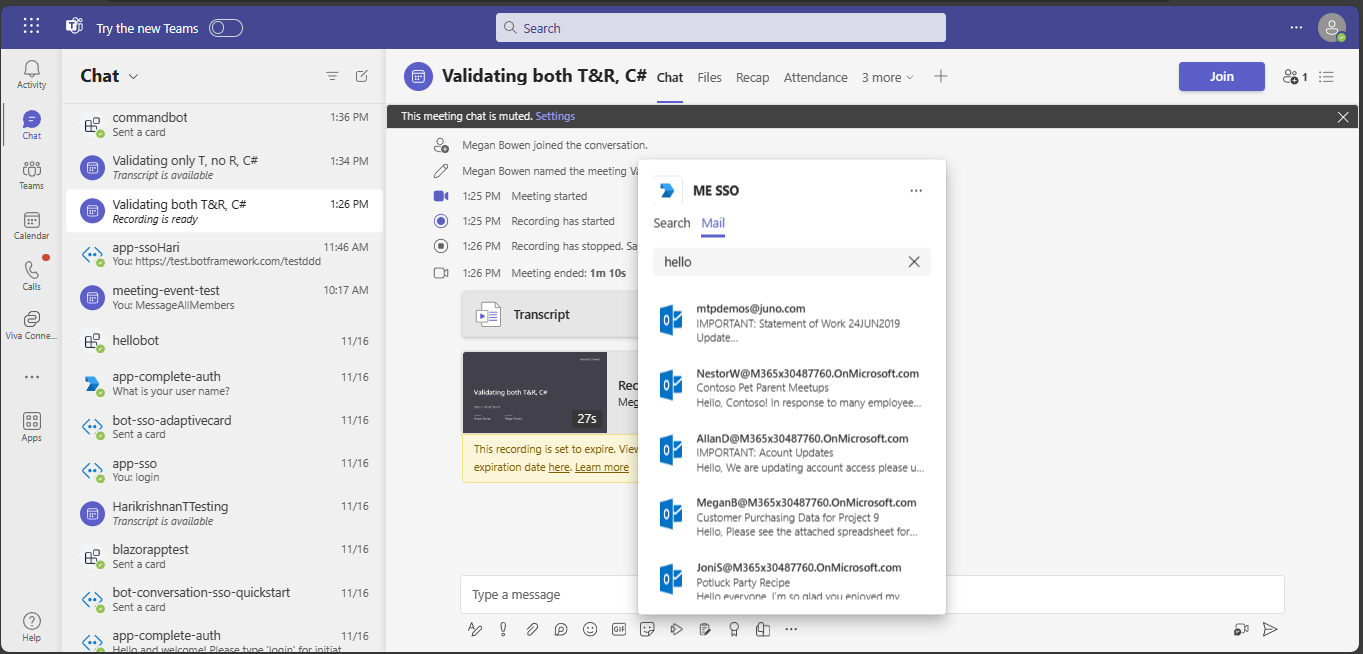 Try the new Teams
Search
Activity
Chat
Teams
Calendar
Calls
Viva Conne...
Apps
Help
Chat
commandbot
1:36 PM
Sent a card
Validating only T, no R, C#
1:34 PM
Transcript is available
Validating both T&R, C#
1:26 PM
Recording is ready
app-ssoHari
11:46 AM
You: https://test.botframework.com/testddd
meeting-event-test
10:17 AM
You: MessageAllMembers
hellobot
11/16
app-complete-auth
11/16
What is your user name?
bot-sso-adaptivecard
11/16
Sent a card
app-sso
11/16
You: login
HarikrishnanTTesting
11/16
Transcript is available
blazorapptest
11/16
Sent a card
bot-conversation-sso-quickstart
11/16
Sent a card
app-complete-auth
11/16
Hello and welcome! Please type 'login' for initiat
Validating both T&R, C#
Chat
Files
Recap
Attendance
3 more
Join
1
This meeting chat is muted. Settings
Megan Bowen joined the conversation.
Megan Bowen named the meeting Va
1:25 PM Meeting started
1:25 PM Recording has started
1:26 PM Recording has stopped. Sa
1:26 PM Meeting ended: 1m 10s
Transcript
Validating both T&R, C#
27s
Rec
Meg
This recording is set to expire. View
expiration date here. Learn more
Type a message
GIF
ME SSO
Search
Mail
hello
mtpdemos@juno.com
IMPORTANT: Statement of Work 24JUN2019
Update...
NestorW@M365x30487760.OnMicrosoft.com
Contoso Pet Parent Meetups
Hello, Contoso! In response to many employee...
AllanD@M365x30487760.OnMicrosoft.com
IMPORTANT: Acount Updates
Hello, We are updating account access please u...
MeganB@M365x30487760.OnMicrosoft.com
Customer Purchasing Data for Project 9
Hello, Please see the attached spreadsheet for...
JoniS@M365x30487760.OnMicrosoft.com
Potluck Party Recipe
Hello everyone, I'm so glad you enjoyed my